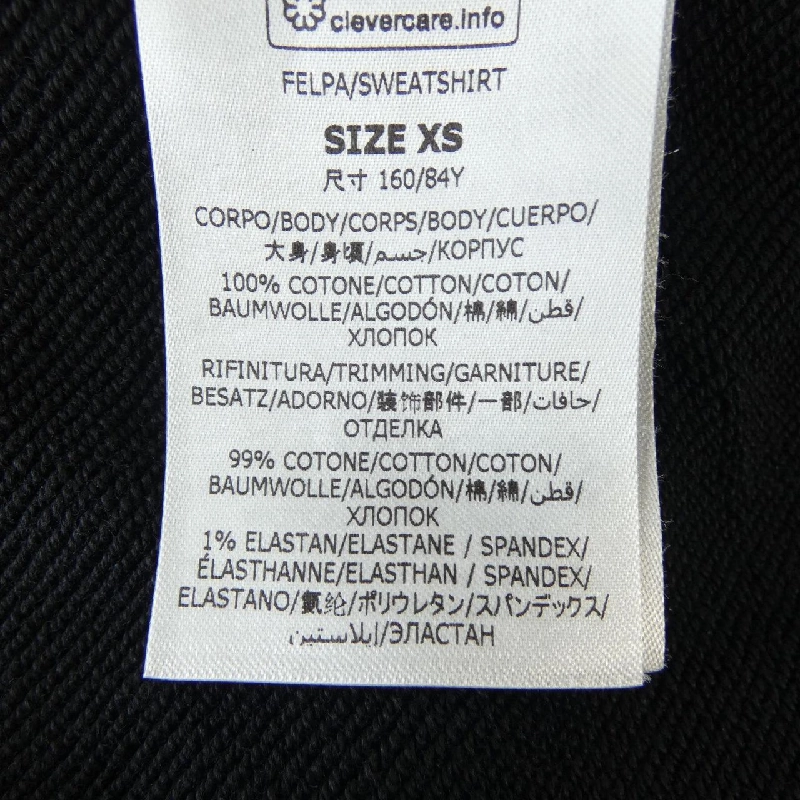 clevercare.info
FELPA/SWEATSHIRT
SIZE XS
尺寸 160/84Y
CORPO/BODY/CORPS/BODY/CUERPO/
大身/身頃/جسم/КОРПУС
100% COTONE/COTTON/COTON/
BAUMWOLLE/ALGODÓN/棉/綿/قطن/
ХЛОПОК
RIFINITURA/TRIMMING/GARNITURE/
BESATZ/ADORNO/装饰部件/一部/حافات/
ОТДЕЛКА
99% COTONE/COTTON/COTON/
BAUMWOLLE/ALGODÓN/棉/綿/قطن/
ХЛОПОК
1% ELASTAN/ELASTANE / SPANDEX/
ÉLASTHANNE/ELASTHAN / SPANDEX/
ELASTANO/氨纶/ポリウレタン/スパンデックス/
إيلاستين/ЭЛАСТАН